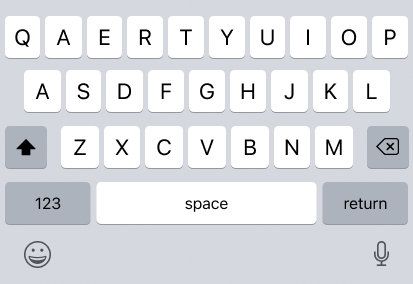 Q A E R T Y U I O P
A S D F G H J K L
Z X C V B N M
123 space return